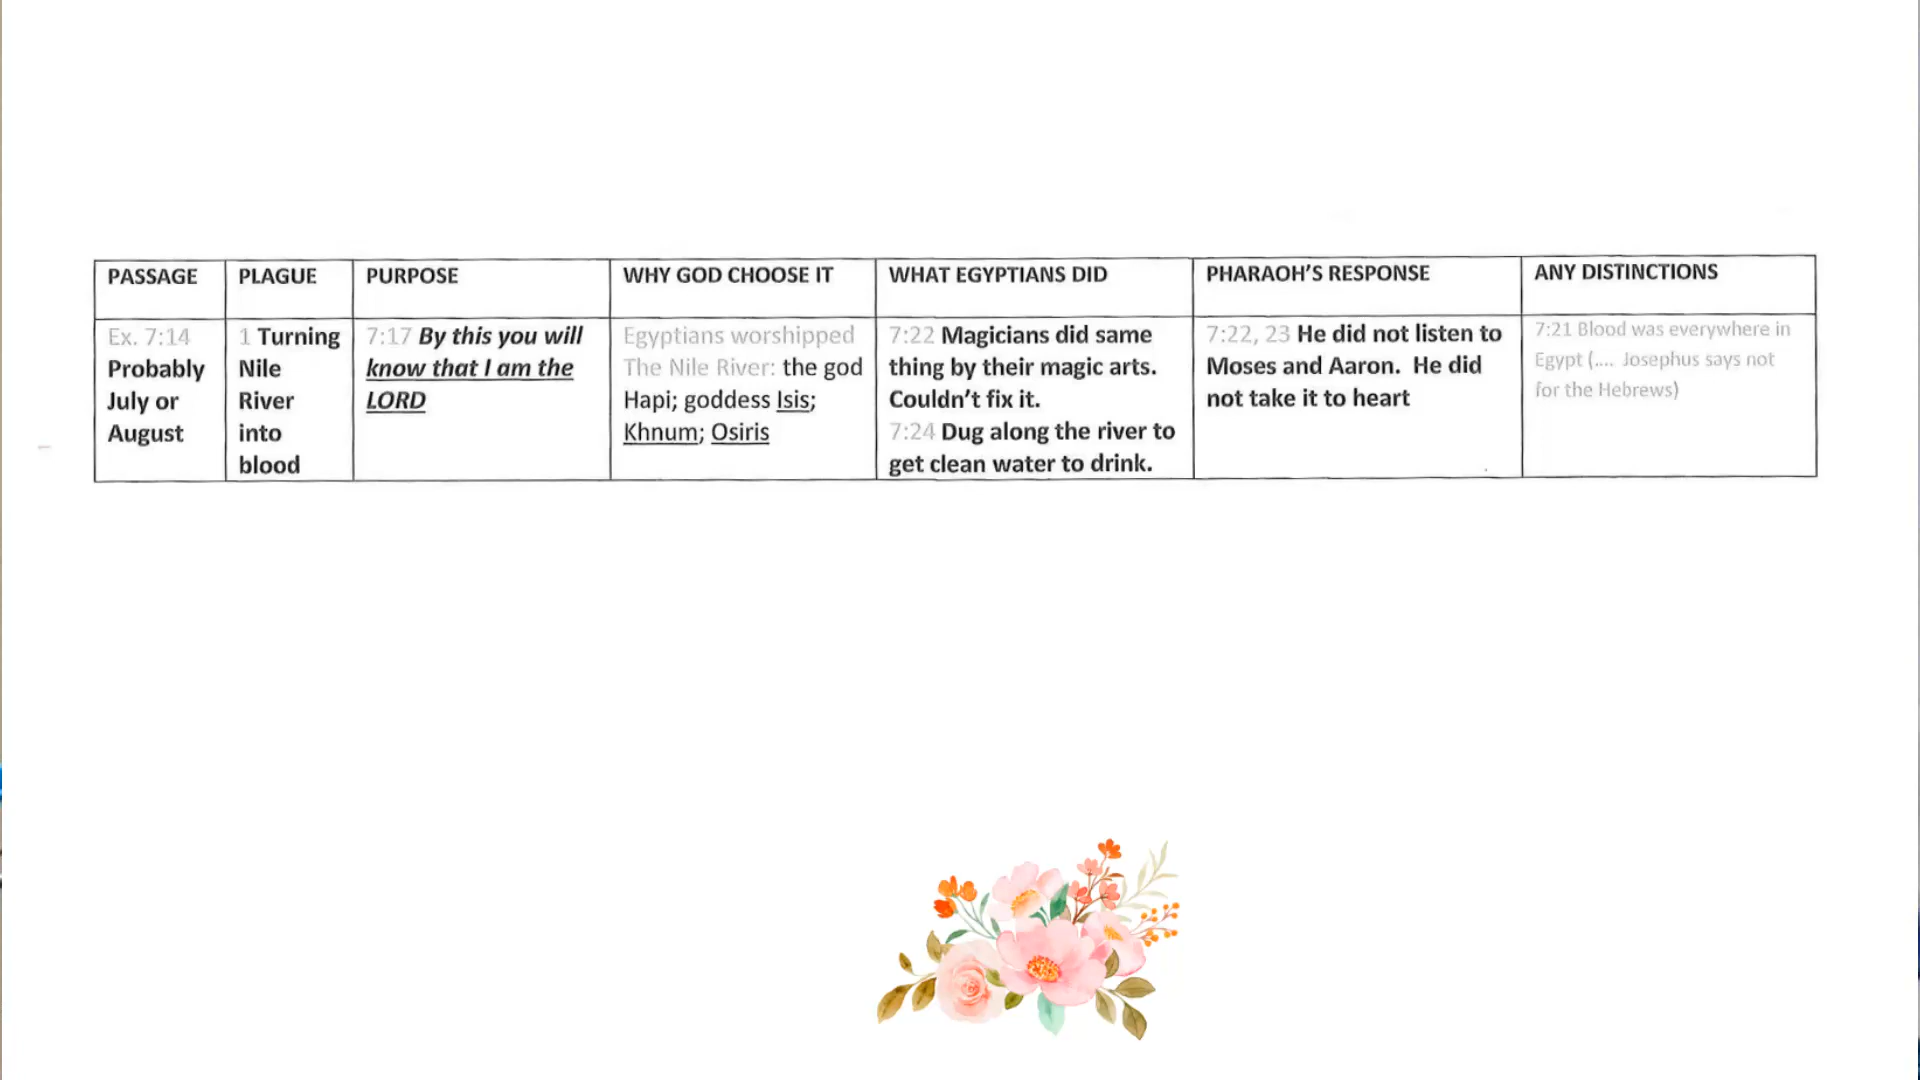 PASSAGE
PLAGUE
PURPOSE
WHY GOD CHOOSE IT
WHAT EGYPTIANS DID
PHARAOH'S RESPONSE
ANY DISTINCTIONS
Ex. 7:14
Probably
July or
August
1 Turning
Nile
River
into
blood
7:17 By this you will
know that I am the
LORD
Egyptians worshipped
The Nile River: the god
Hapi; goddess Isis;
Khnum; Osiris
7:22 Magicians did same
thing by their magic arts.
Couldn't fix it.
7:24 Dug along the river to
get clean water to drink.
7:22, 23 He did not listen to
Moses and Aaron.  He did
not take it to heart
7:21 Blood was everywhere in
Egypt (.... Josephus says not
for the Hebrews)